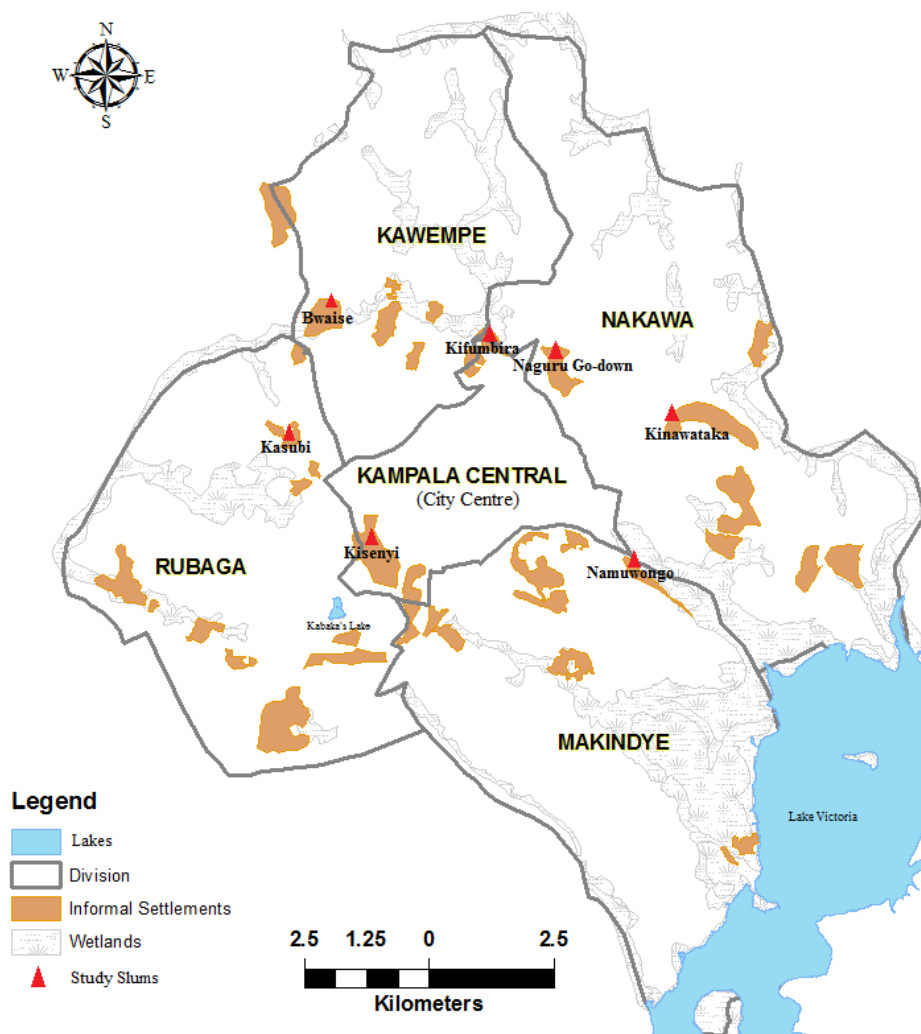 N
W E
S
KAWEMPE
Bwaise
NAKAWA
Kifumbira
Naguru Go-down
Kinawataka
Kasubi
KAMPALA CENTRAL
(City Centre)
Kisenyi
RUBAGA
Namuwongo
Kabaka's Lake
MAKINDYE
Lake Victoria
Legend
Lakes
Division
Informal Settlements
Wetlands
Study Slums
2.5 1.25 0 2.5
Kilometers